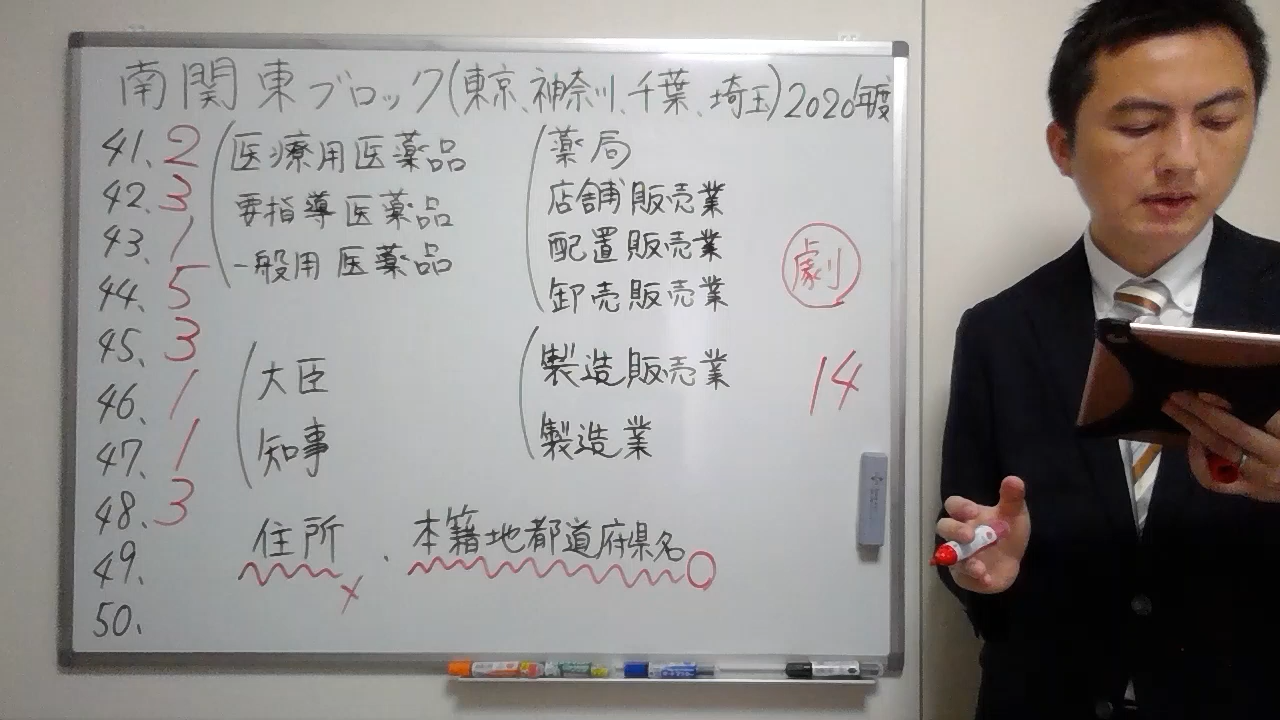 南関東ブロック(東京、神奈川、千葉、埼玉)2020年度
41. 2
42. 3
43. 1
44. 5
45. 3
46. 1
47. 1
48. 3
49.
50.
医療用医薬品
要指導医薬品
一般用医薬品
薬局
店舗販売業
配置販売業
卸売販売業
劇
大臣
知事
製造販売業
製造業
14
住所 . 本籍地都道府県名
× ○